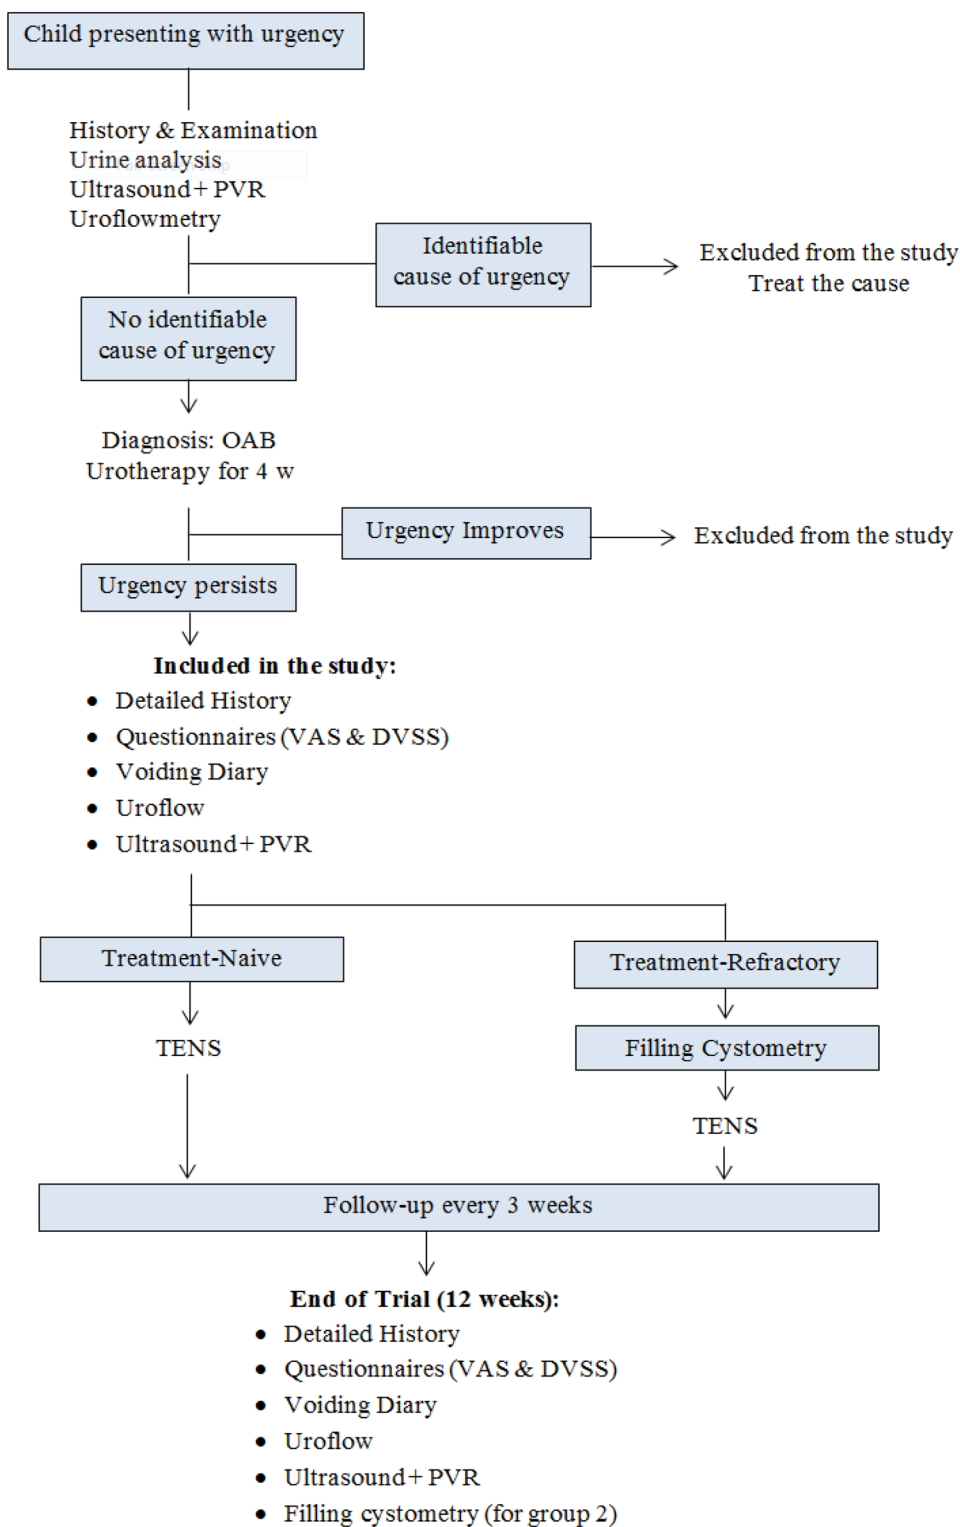 Child presenting with urgency
History & Examination
Urine analysis
Ultrasound+ PVR
Uroflowmetry
Identifiable
cause of urgency
Excluded from the study
Treat the cause
No identifiable
cause of urgency
Diagnosis: OAB
Urotherapy for 4 w
Urgency Improves
Excluded from the study
Urgency persists
Included in the study:
• Detailed History
• Questionnaires (VAS & DVSS)
• Voiding Diary
• Uroflow
• Ultrasound+ PVR
Treatment-Naive
Treatment-Refractory
Filling Cystometry
TENS
TENS
Follow-up every 3 weeks
End of Trial (12 weeks):
• Detailed History
• Questionnaires (VAS & DVSS)
• Voiding Diary
• Uroflow
• Ultrasound+ PVR
• Filling cystometry (for group 2)